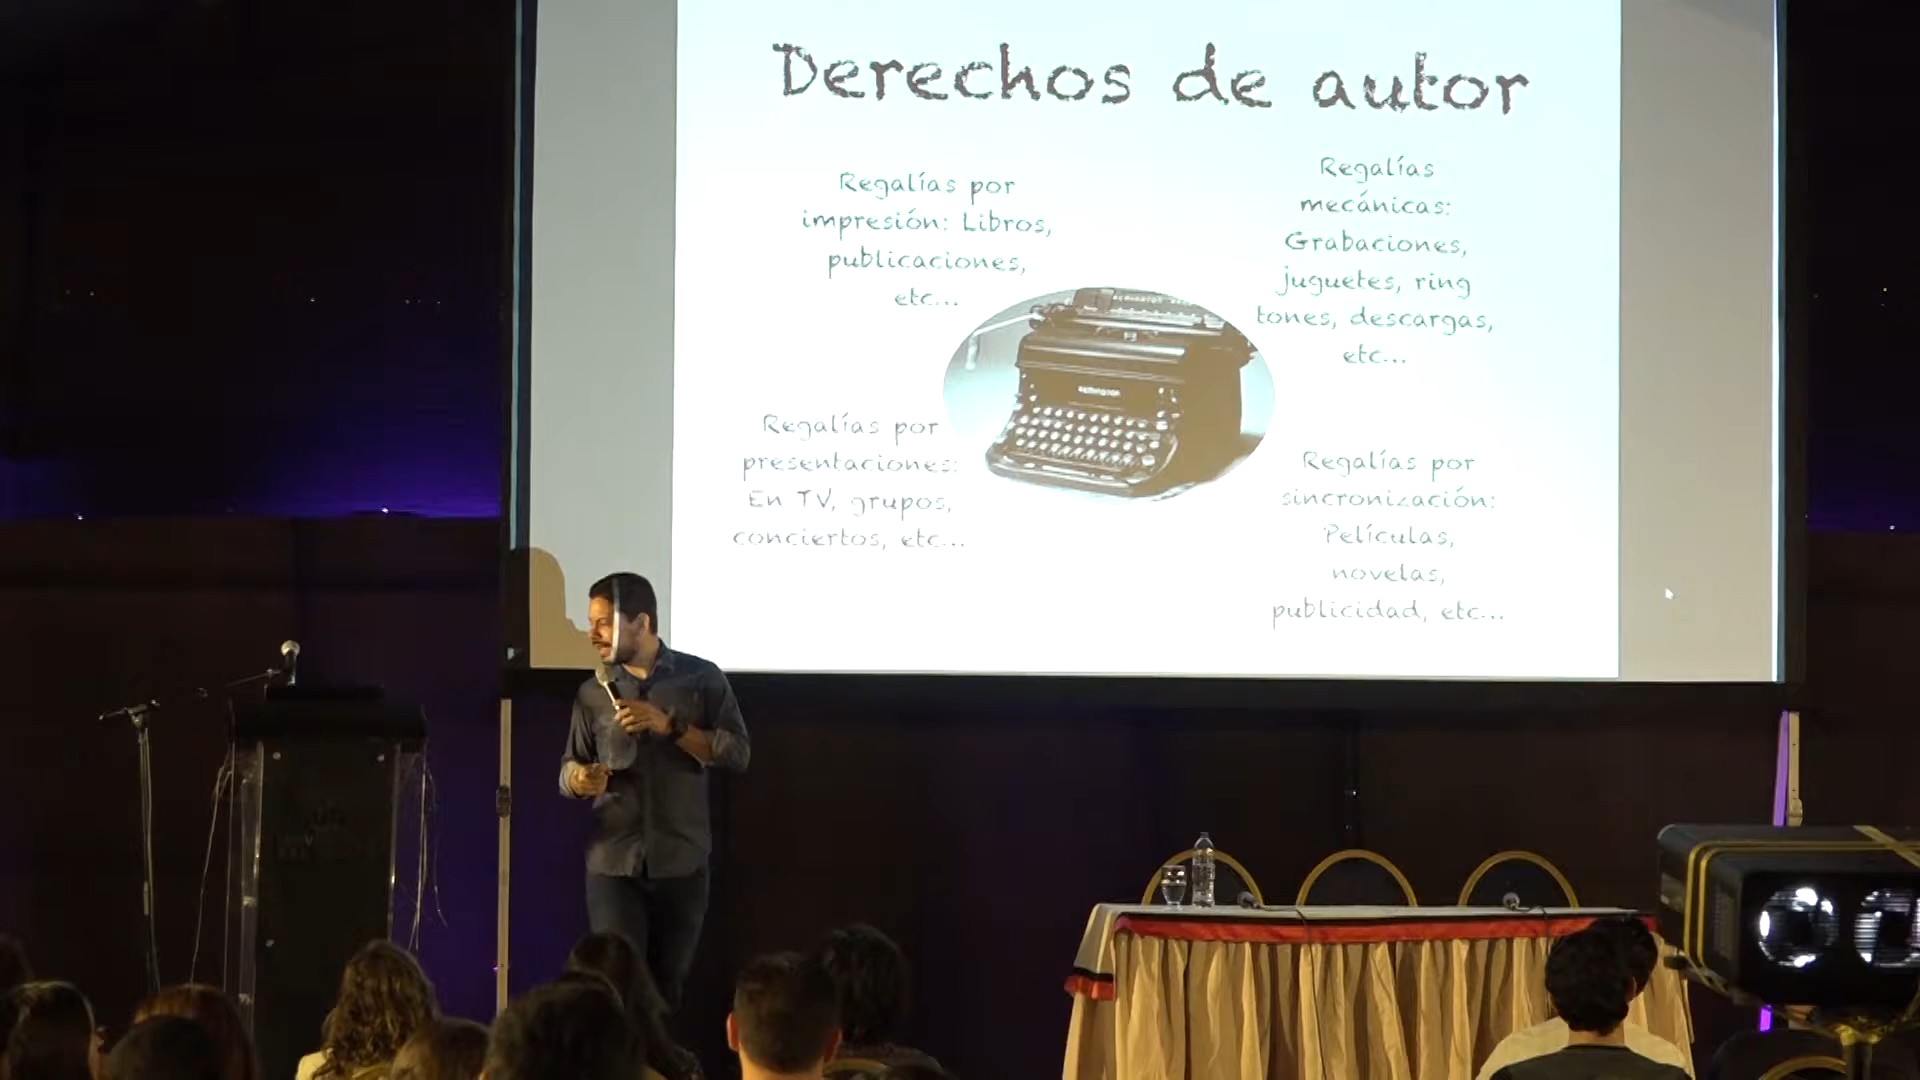 Derechos de autor
Regalías por
impresión: Libros,
publicaciones,
etc...
Regalías
mecánicas:
Grabaciones,
juguetes, ring
tones, descargas,
etc...
REMINGTON
Regalías por
presentaciones:
En TV, grupos,
conciertos, etc...
Regalías por
sincronización:
Películas,
novelas,
publicidad, etc...